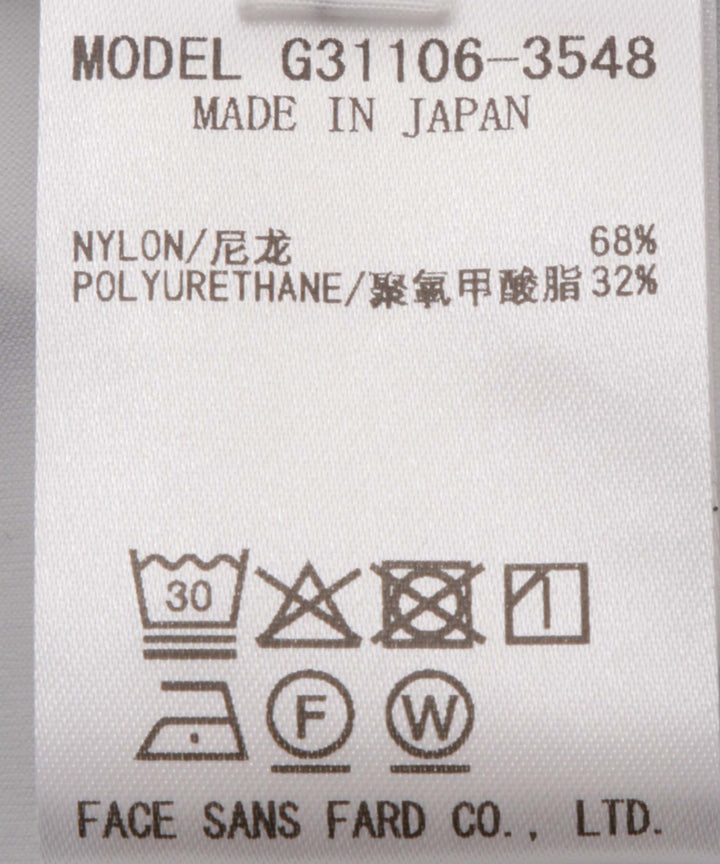 MODEL G31106-3548
MADE IN JAPAN
NYLON/尼龙 68%
POLYURETHANE/聚氨甲酸脂 32%
30
F W
FACE SANS FARD CO., LTD.